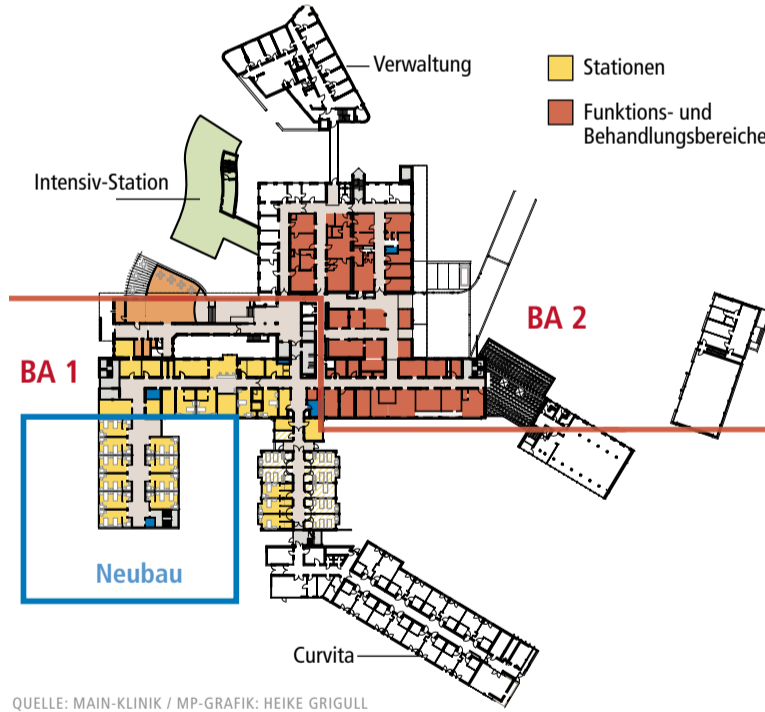 Verwaltung
Stationen
Funktions- und
Behandlungsbereiche
Intensiv-Station
BA 2
BA 1
Neubau
Curvita
QUELLE: MAIN-KLINIK / MP-GRAFIK: HEIKE GRIGULL